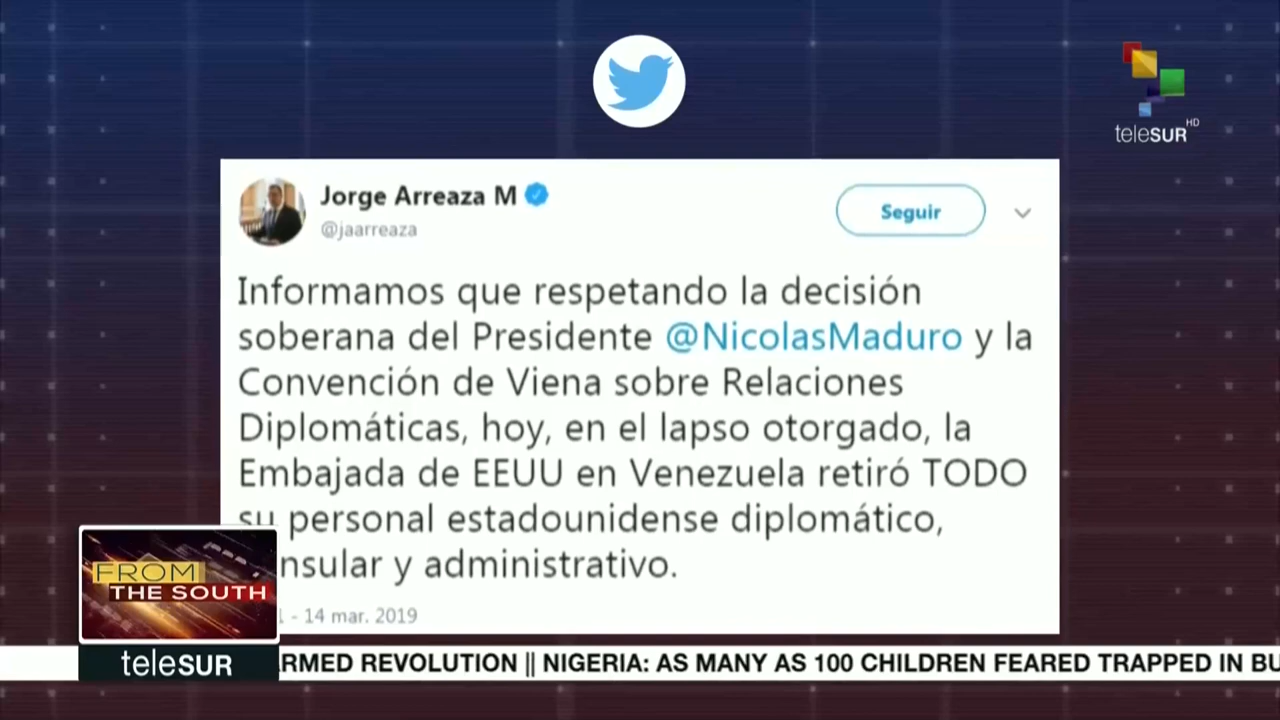 teleSUR HD
Jorge Arreaza M
@jaarreaza
Seguir
Informamos que respetando la decisión
soberana del Presidente @NicolasMaduro y la
Convención de Viena sobre Relaciones
Diplomáticas, hoy, en el lapso otorgado, la
Embajada de EEUU en Venezuela retiró TODO
su personal estadounidense diplomático,
nsular y administrativo.
- 14 mar. 2019
FROM
THE SOUTH
teleSUR
RMED REVOLUTION || NIGERIA: AS MANY AS 100 CHILDREN FEARED TRAPPED IN BU